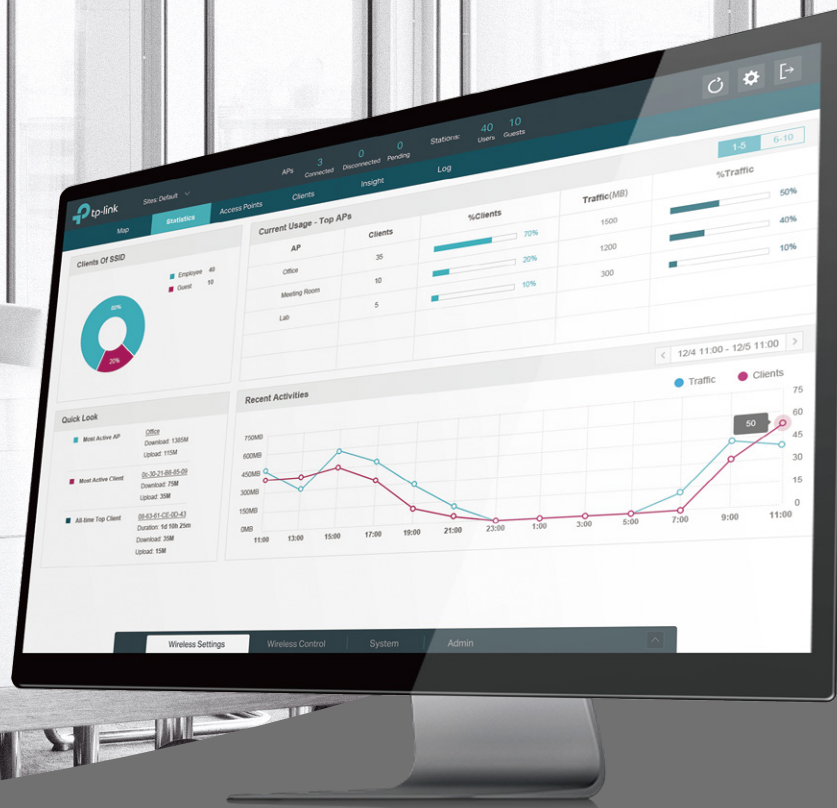 tp-link
Sites: Default
APs 3 Connected 0 Disconnected 0 Pending
Stations: 40 Users 10 Guests
Map Statistics Access Points Clients Insight Log
1-5 6-10
Clients Of SSID
Employee 40
Guest 10
80%
20%
Current Usage - Top APs
AP Clients %Clients Traffic(MB) %Traffic
Office 35 70% 1500 50%
Meeting Room 10 20% 1200 40%
Lab 5 10% 300 10%
Quick Look
Most Active AP Office
Download: 1385M
Upload: 115M
Most Active Client 0c-30-21-B8-85-09
Download: 75M
Upload: 35M
All-time Top Client 08-63-61-CE-0D-43
Duration: 1d 18h 25m
Download: 35M
Upload: 15M
Recent Activities
< 12/4 11:00 - 12/5 11:00 >
Traffic Clients
750MB 75
600MB 60
450MB 45
300MB 30
150MB 15
0MB 0
50
11:00 13:00 15:00 17:00 19:00 21:00 23:00 1:00 3:00 5:00 7:00 9:00 11:00
Wireless Settings Wireless Control System Admin